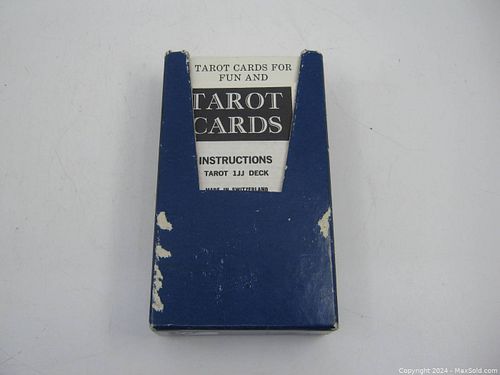 TAROT CARDS FOR
FUN AND
TAROT
CARDS
INSTRUCTIONS
TAROT 1JJ DECK
MADE IN SWITZERLAND
Copyright 2024 - MaxSold.com